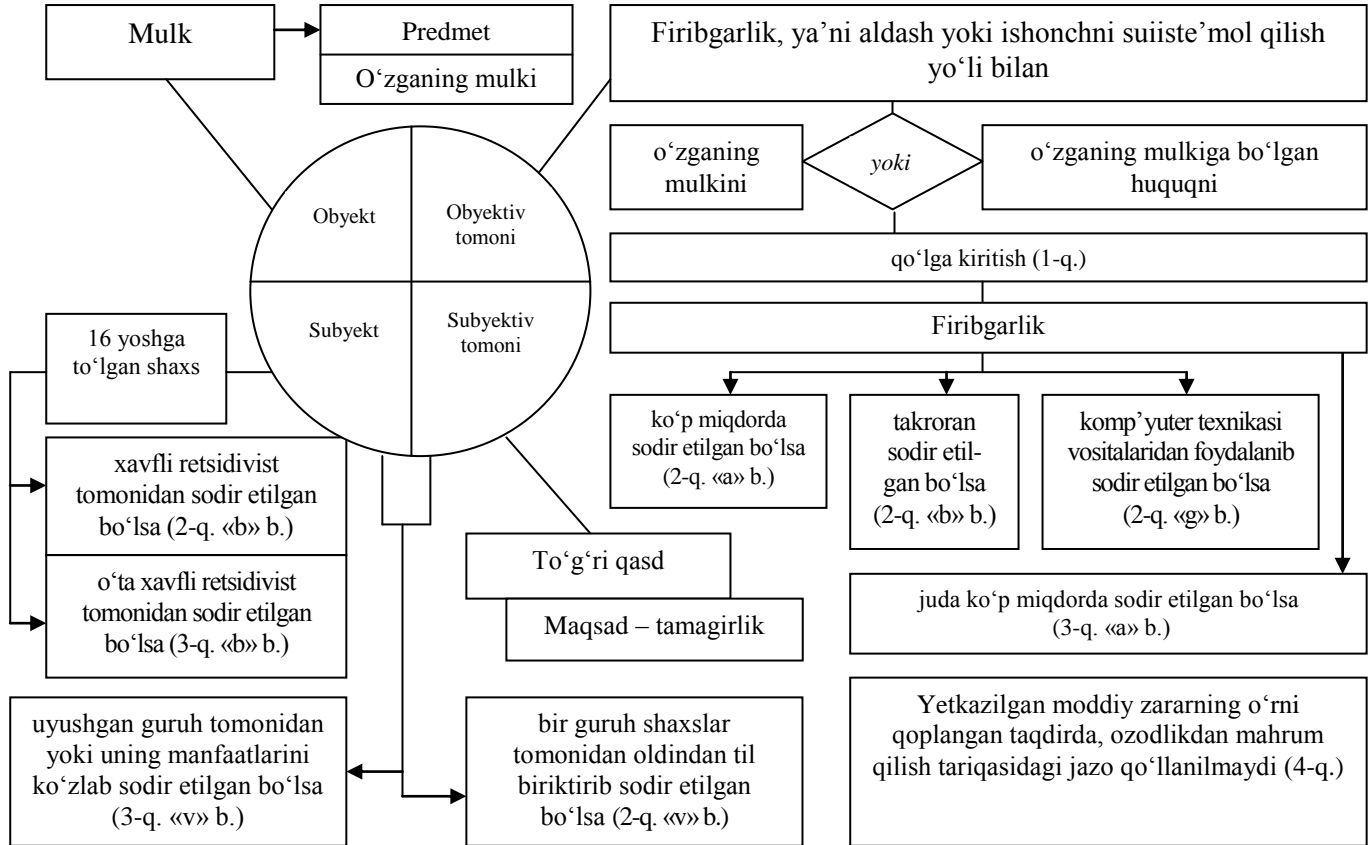 Mulk
Predmet
O‘zganing mulki
Firibgarlik, ya’ni aldash yoki ishonchni suiiste’mol qilish
yo‘li bilan
o‘zganing
mulkini
yoki
o‘zganing mulkiga bo‘lgan
huquqni
qo‘lga kiritish (1-q.)
Obyekt
Obyektiv
tomoni
Subyekt
Subyektiv
tomoni
Firibgarlik
16 yoshga
to‘lgan shaxs
ko‘p miqdorda
sodir etilgan bo‘lsa
(2-q. «a» b.)
takroran
sodir etil-
gan bo‘lsa
(2-q. «b» b.)
komp’yuter texnikasi
vositalaridan foydalanib
sodir etilgan bo‘lsa
(2-q. «g» b.)
xavfli retsidivist
tomonidan sodir etilgan
bo‘lsa (2-q. «b» b.)
o‘ta xavfli retsidivist
tomonidan sodir etilgan
bo‘lsa (3-q. «b» b.)
To‘g‘ri qasd
Maqsad – tamagirlik
juda ko‘p miqdorda sodir etilgan bo‘lsa
(3-q. «a» b.)
uyushgan guruh tomonidan
yoki uning manfaatlarini
ko‘zlab sodir etilgan bo‘lsa
(3-q. «v» b.)
bir guruh shaxslar
tomonidan oldindan til
biriktirib sodir etilgan
bo‘lsa (2-q. «v» b.)
Yetkazilgan moddiy zararning o‘rni
qoplangan taqdirda, ozodlikdan mahrum
qilish tariqasidagi jazo qo‘llanilmaydi (4-q.)